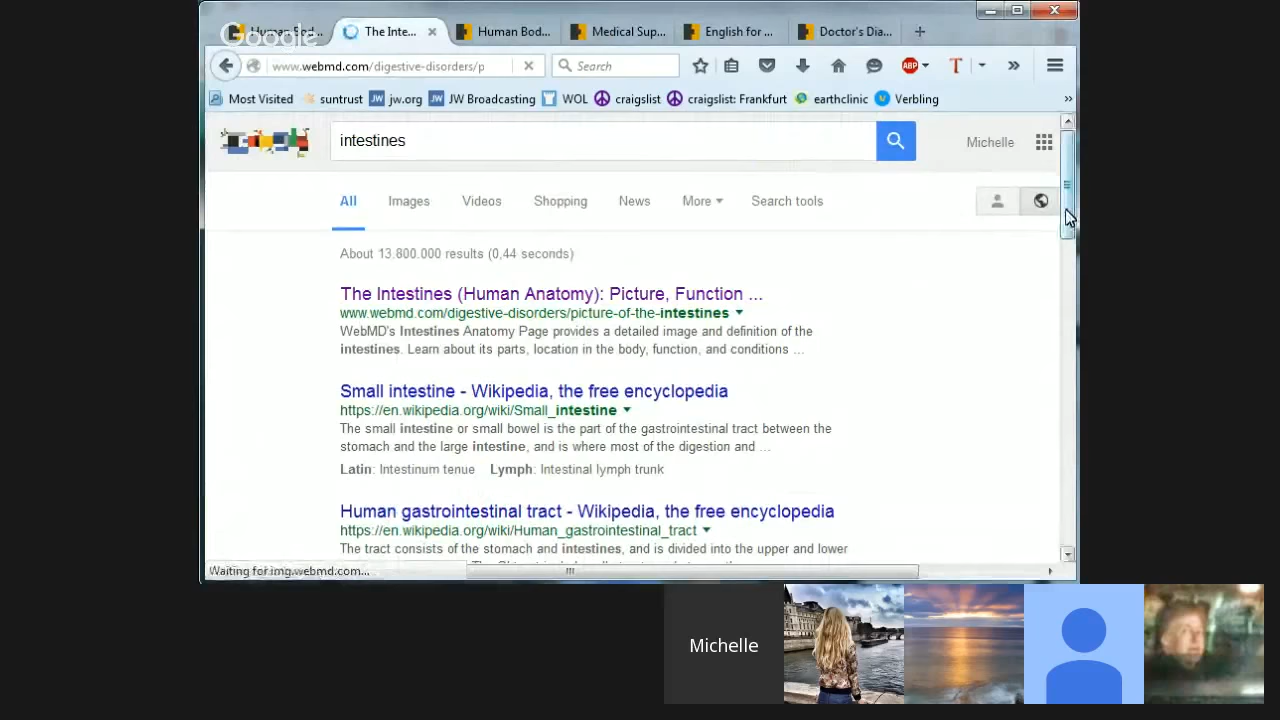 Google
The Inte...
Human Bod...
Medical Sup...
English for ...
Doctor's Dia...
www.webmd.com/digestive-disorders/p
Search
ABP
T
Most Visited
suntrust
JW jw.org
JW JW Broadcasting
WOL
craigslist
craigslist: Frankfurt
earthclinic
V Verbling
intestines
Michelle
All
Images
Videos
Shopping
News
More
Search tools
About 13.800.000 results (0,44 seconds)
The Intestines (Human Anatomy): Picture, Function ...
www.webmd.com/digestive-disorders/picture-of-the-intestines
WebMD's Intestines Anatomy Page provides a detailed image and definition of the
intestines. Learn about its parts, location in the body, function, and conditions ...
Small intestine - Wikipedia, the free encyclopedia
https://en.wikipedia.org/wiki/Small_intestine
The small intestine or small bowel is the part of the gastrointestinal tract between the
stomach and the large intestine, and is where most of the digestion and ...
Latin: Intestinum tenue Lymph: Intestinal lymph trunk
Human gastrointestinal tract - Wikipedia, the free encyclopedia
https://en.wikipedia.org/wiki/Human_gastrointestinal_tract
The tract consists of the stomach and intestines, and is divided into the upper and lower
Waiting for img.webmd.com...
Michelle